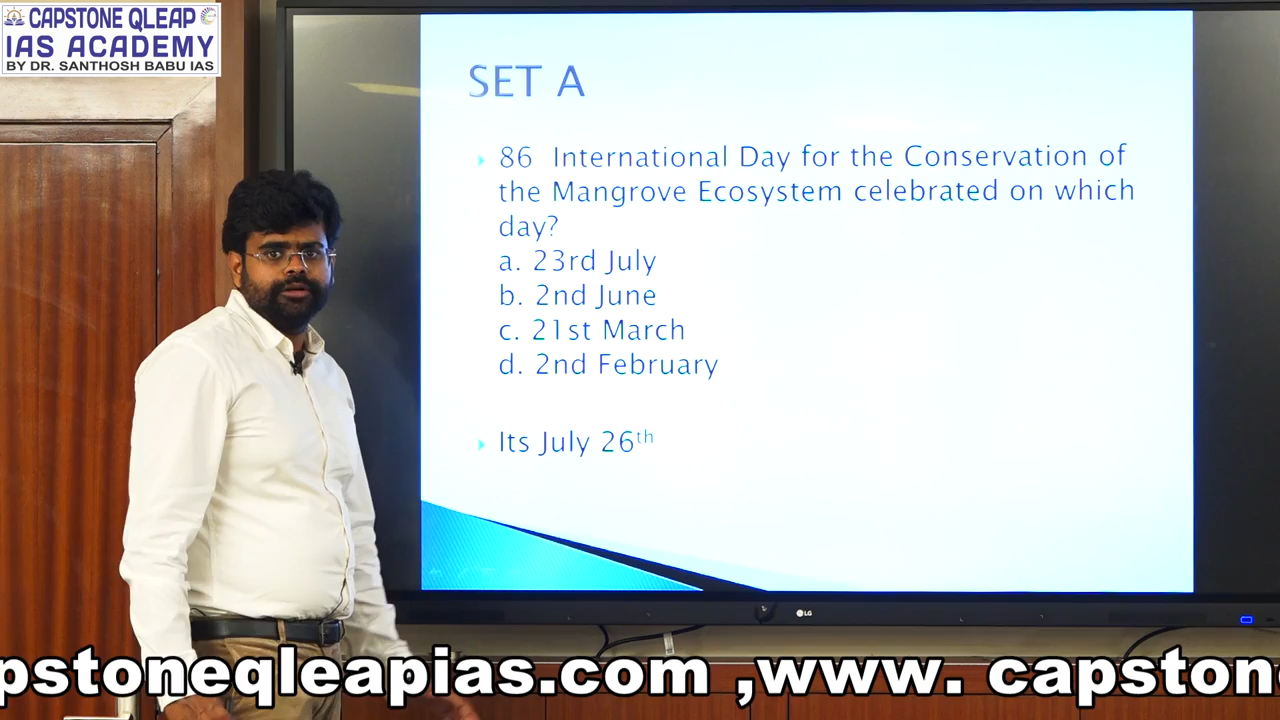 CAPSTONE QLEAP
IAS ACADEMY
BY DR. SANTHOSH BABU IAS
SET A
86 International Day for the Conservation of
the Mangrove Ecosystem celebrated on which
day?
a. 23rd July
b. 2nd June
c. 21st March
d. 2nd February
Its July 26th
LG
pstoneqleapias.com ,www. capstone